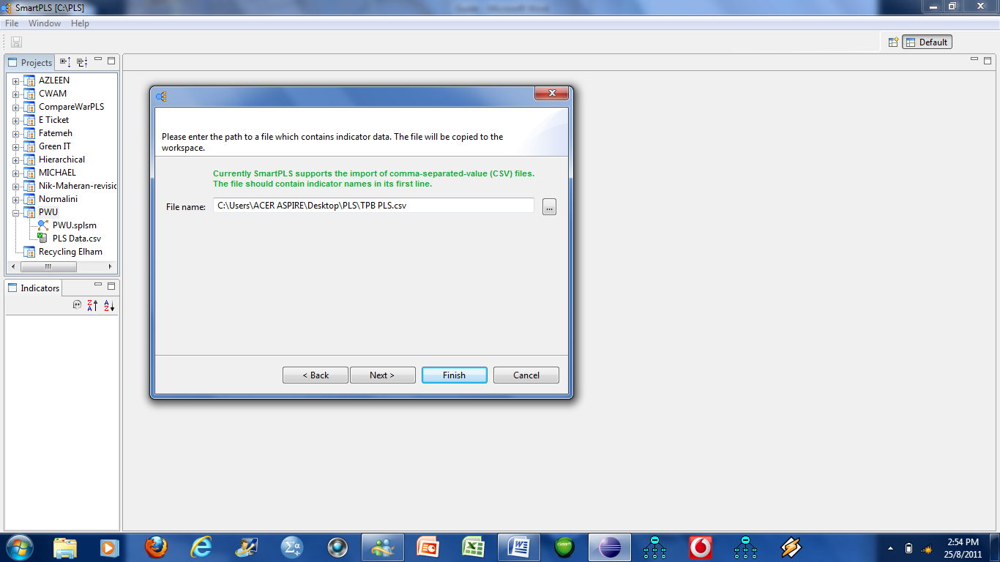 SmartPLS [C:\PLS]
File Window Help
Default
Projects
AZLEEN
CWAM
CompareWarPLS
E Ticket
Fatemeh
Green IT
Hierarchical
MICHAEL
Nik-Maheran-revisic
Normalini
PWU
PWU.splsm
PLS Data.csv
Recycling Elham
Indicators
Please enter the path to a file which contains indicator data. The file will be copied to the
workspace.
Currently SmartPLS supports the import of comma-separated-value (CSV) files.
The file should contain indicator names in its first line.
File name: C:\Users\ACER ASPIRE\Desktop\PLS\TPB PLS.csv ...
< Back Next > Finish Cancel
2:54 PM
25/8/2011